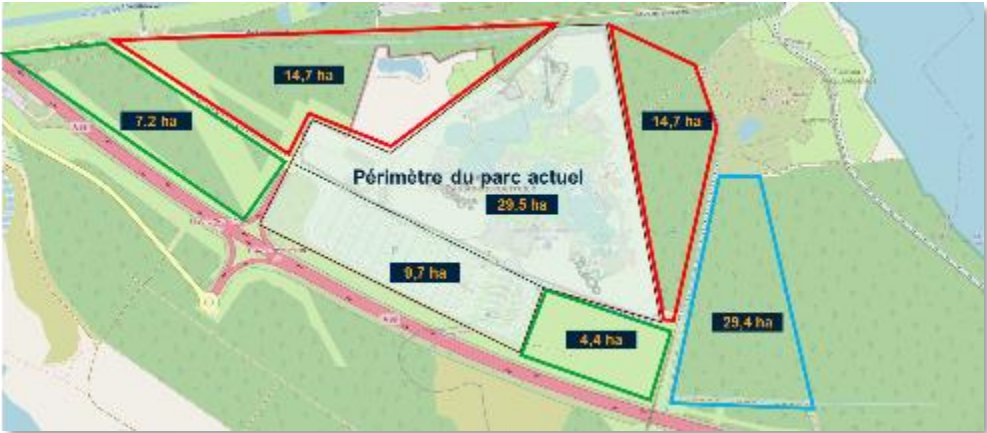 14,7 ha
7.2 ha
14,7 ha
Périmètre du parc actuel
29.5 ha
9,7 ha
4,4 ha
29,4 ha